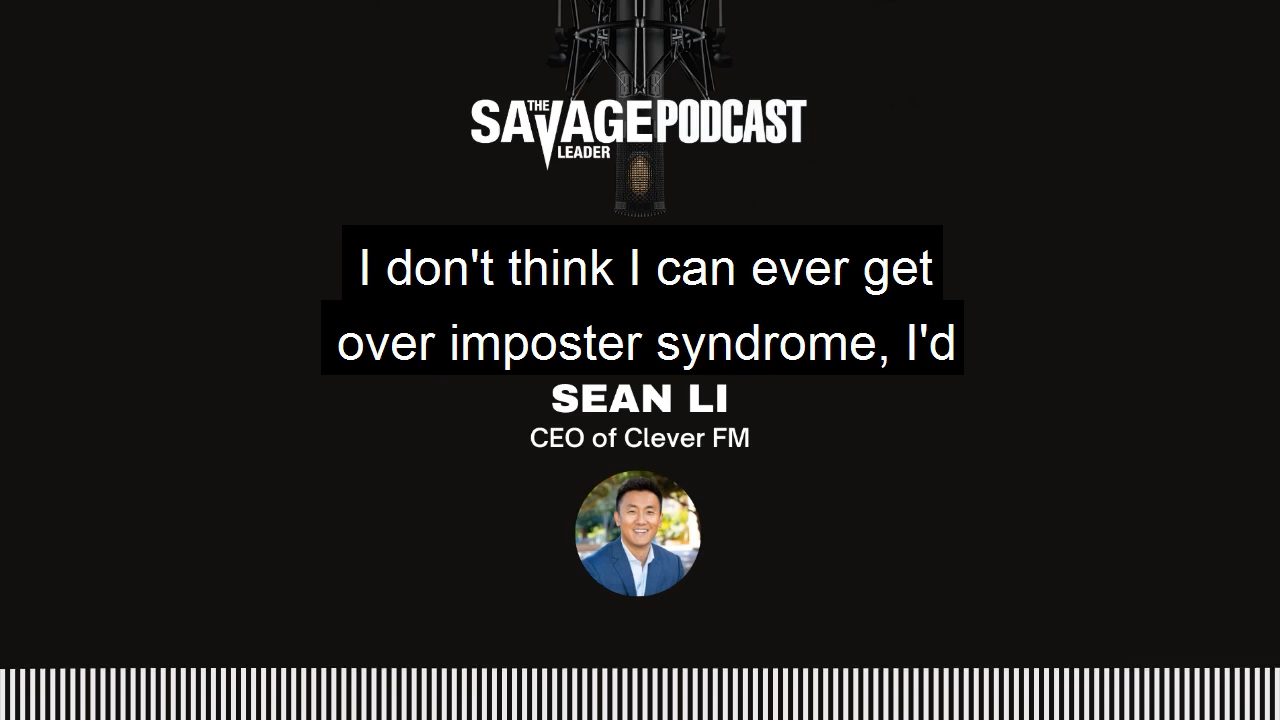 THE
SAVAGE PODCAST
LEADER
I don't think I can ever get
over imposter syndrome, I'd
SEAN LI
CEO of Clever FM